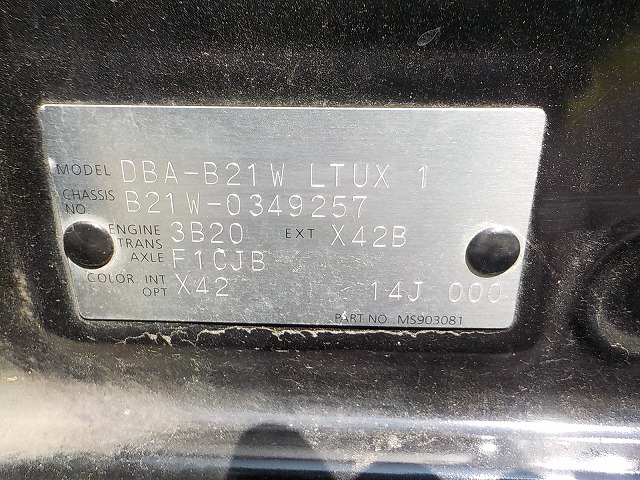 MODEL DBA-B21W LTUX 1
CHASSIS NO. B21W-0349257
ENGINE 3B20 EXT X42B
TRANS AXLE F1CJB
COLOR, INT OPT X42 14J 000
PART NO. MS903081